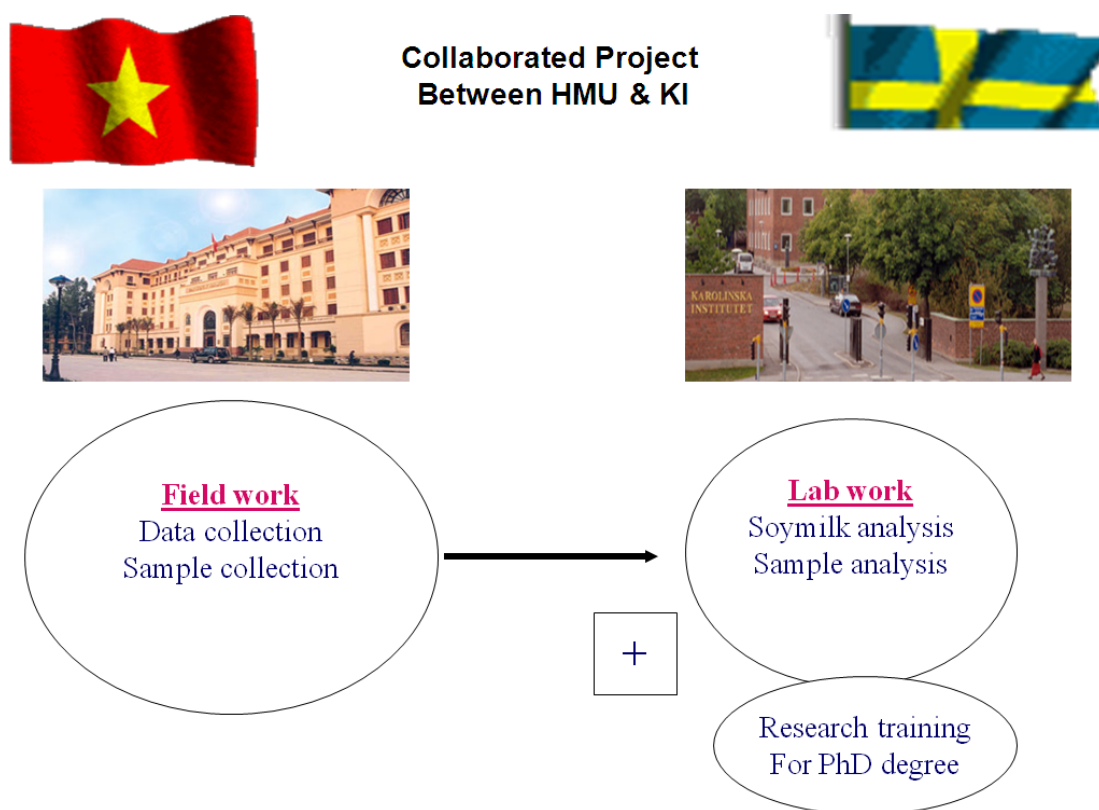 Collaborated Project
Between HMU & KI
KAROLINSKA
INSTITUTET
Field work
Data collection
Sample collection
Lab work
Soymilk analysis
Sample analysis
+
Research training
For PhD degree